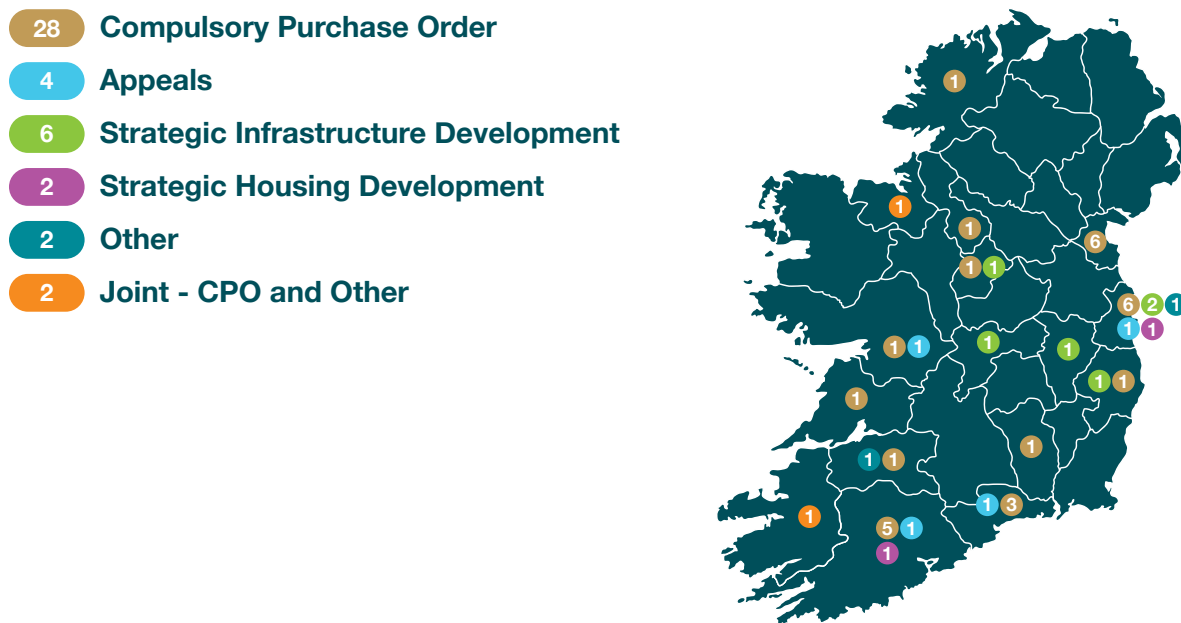 28 Compulsory Purchase Order
4 Appeals
6 Strategic Infrastructure Development
2 Strategic Housing Development
2 Other
2 Joint - CPO and Other
1
1
1
6
1 1
6 2 1
1 1
1 1
1
1
1 1
1
1
1 1
1 3
1
5 1
1